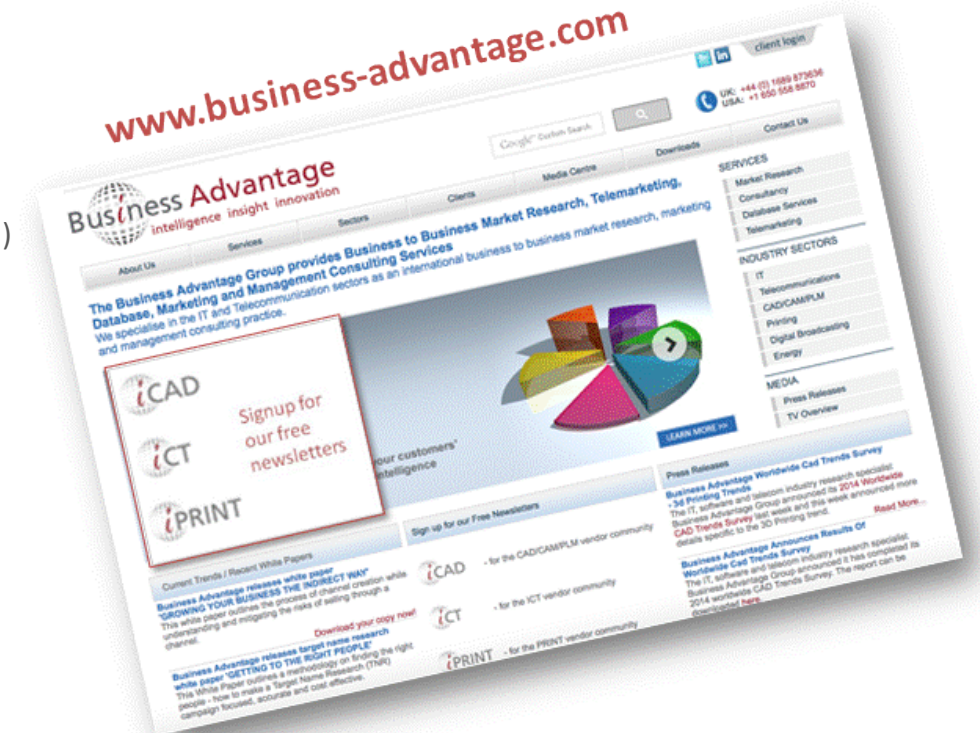 www.business-advantage.com
)
client login
in
UK: +44 (0) 1689 873636
USA: +1 650 558 8870
Google™ Custom Search
Business Advantage
intelligence insight innovation
About Us
Services
Sectors
Clients
Media Centre
Downloads
Contact Us
The Business Advantage Group provides Business to Business Market Research, Telemarketing,
Database, Marketing and Management Consulting Services
We specialise in the IT and Telecommunication sectors as an international business to business market research, marketing
and management consulting practice.
iCAD
iCT
iPRINT
Signup for
our free
newsletters
our customers'
ntelligence
LEARN MORE >>
SERVICES
Market Research
Consultancy
Database Services
Telemarketing
INDUSTRY SECTORS
IT
Telecommunications
CAD/CAM/PLM
Printing
Digital Broadcasting
Energy
MEDIA
Press Releases
TV Overview
Current Trends / Recent White Papers
Business Advantage releases white paper
'GROWING YOUR BUSINESS THE INDIRECT WAY'
This white paper outlines the process of channel creation while
understanding and mitigating the risks of selling through a
channel.
Download your copy now!
Business Advantage releases target name research
white paper 'GETTING TO THE RIGHT PEOPLE'
This White Paper outlines a methodology on finding the right
people - how to make a Target Name Research (TNR)
campaign focused, accurate and cost effective.
Sign up for our Free Newsletters
iCAD - for the CAD/CAM/PLM vendor community
iCT - for the ICT vendor community
iPRINT - for the PRINT vendor community
Press Releases
Business Advantage Worldwide Cad Trends Survey
- 3d Printing Trends
The IT, software and telecom industry research specialist
Business Advantage Group announced its 2014 Worldwide
CAD Trends Survey last week and this week announced more
details specific to the 3D Printing trend.
Read More...
Business Advantage Announces Results Of
Worldwide Cad Trends Survey
The IT, software and telecom industry research specialist
Business Advantage Group announced it has completed its
2014 worldwide CAD Trends Survey. The report can be
downloaded here.